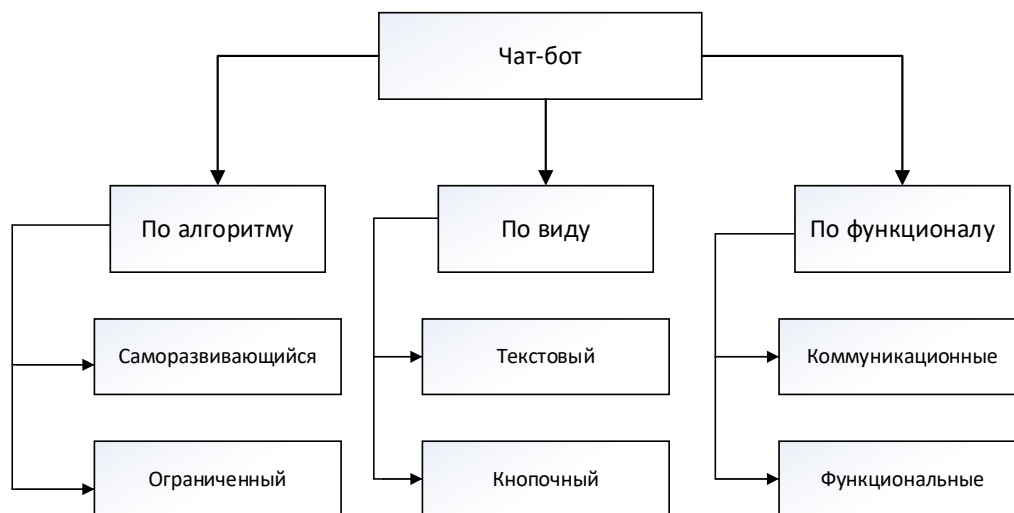 Чат-бот
По алгоритму
По виду
По функционалу
Саморазвивающийся
Текстовый
Коммуникационные
Ограниченный
Кнопочный
Функциональные